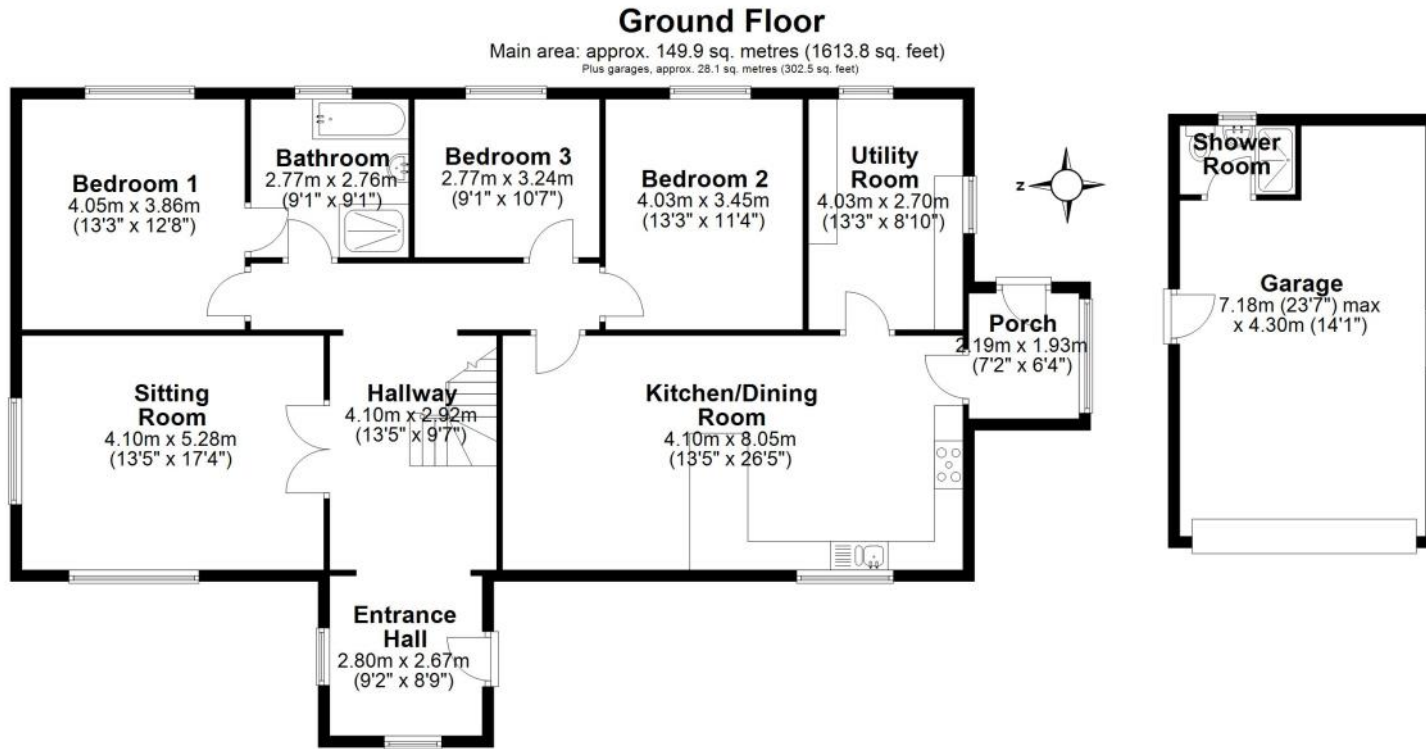 Ground Floor
Main area: approx. 149.9 sq. metres (1613.8 sq. feet)
Plus garages, approx. 28.1 sq. metres (302.5 sq. feet)
Bedroom 1
4.05m x 3.86m
(13'3" x 12'8")
Bathroom
2.77m x 2.76m
(9'1" x 9'1")
Bedroom 3
2.77m x 3.24m
(9'1" x 10'7")
Bedroom 2
4.03m x 3.45m
(13'3" x 11'4")
Utility
Room
4.03m x 2.70m
(13'3" x 8'10")
z
Shower
Room
Garage
7.18m (23'7") max
x 4.30m (14'1")
Porch
2.19m x 1.93m
(7'2" x 6'4")
Sitting
Room
4.10m x 5.28m
(13'5" x 17'4")
Hallway
4.10m x 2.92m
(13'5" x 9'7")
Kitchen/Dining
Room
4.10m x 8.05m
(13'5" x 26'5")
Entrance
Hall
2.80m x 2.67m
(9'2" x 8'9")